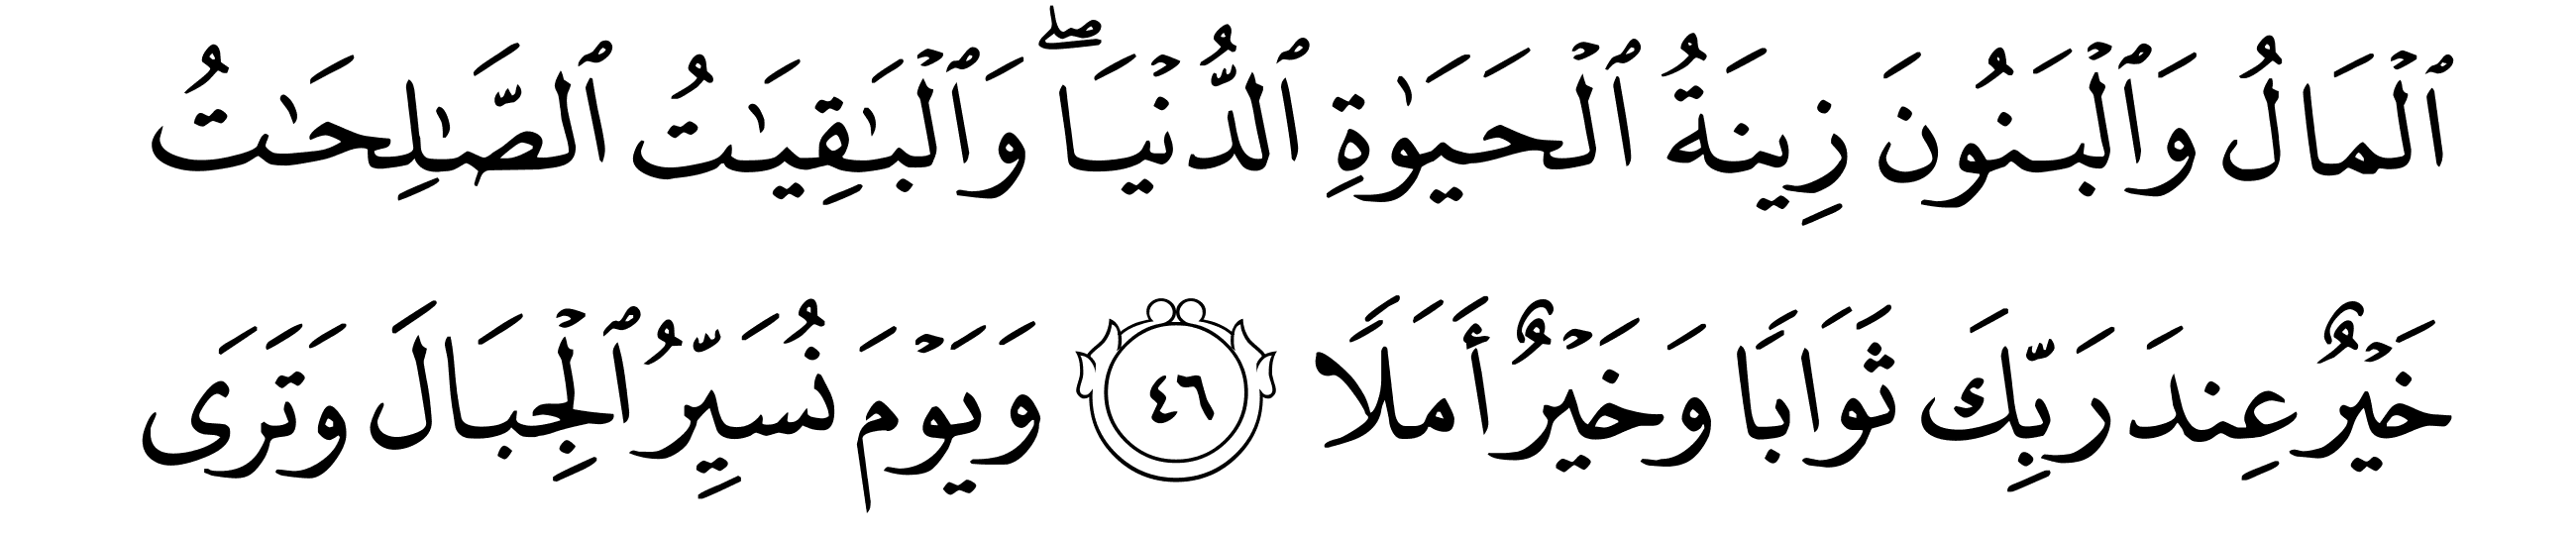 ٱلۡمَالُ وَٱلۡبَنُونَ زِينَةُ ٱلۡحَيَوٰةِ ٱلدُّنۡيَاۖ وَٱلۡبَٰقِيَٰتُ ٱلصَّٰلِحَٰتُ
خَيۡرٌ عِندَ رَبِّكَ ثَوَابٗا وَخَيۡرٌ أَمَلٗا ٤٦ وَيَوۡمَ نُسَيِّرُ ٱلۡجِبَالَ وَتَرَى